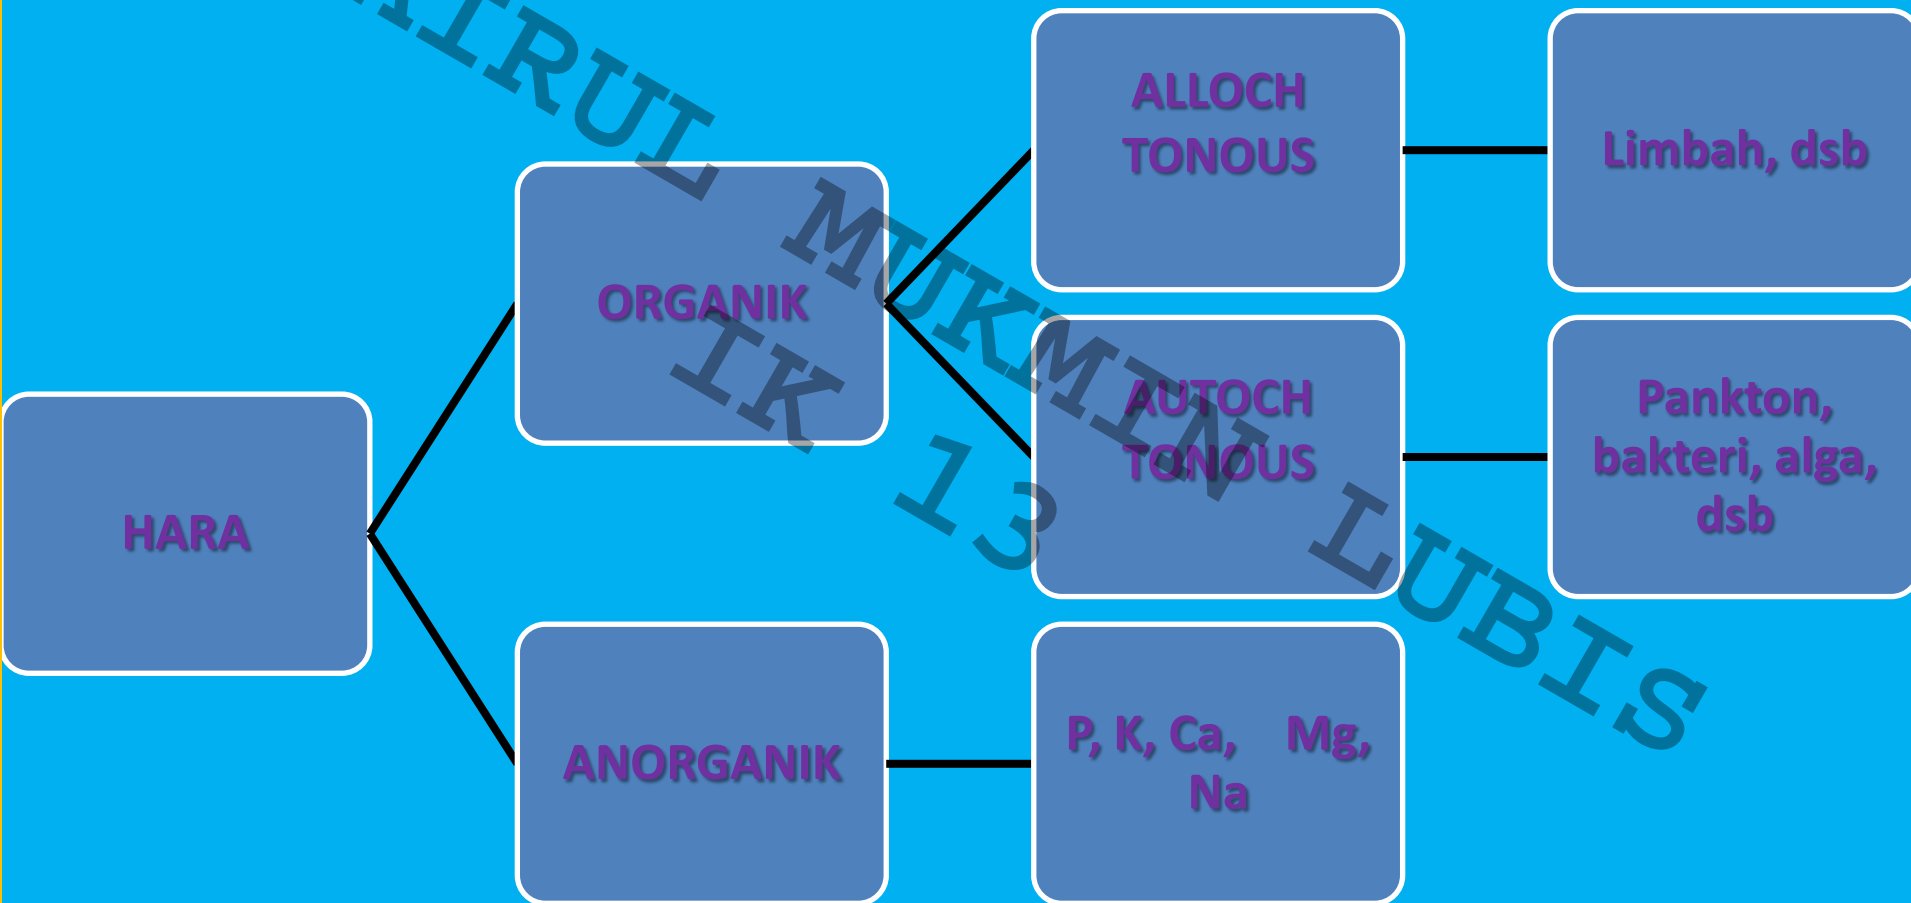 ALLOCH
TONOUS
Limbah, dsb
ORGANIK
AUTOCH
TONOUS
Pankton,
bakteri, alga,
dsb
HARA
ANORGANIK
P, K, Ca, Mg,
Na
MUKMIN LUBIS
IK 13